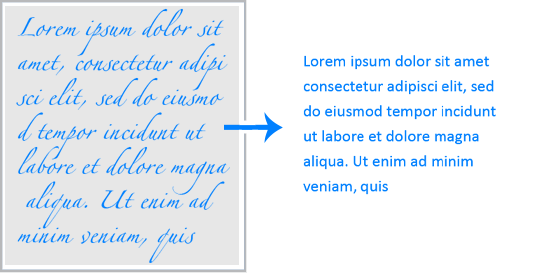 Lorem ipsum dolor sit
amet, consectetur adipi
sci elit, sed do eiusmo
d tempor incidunt ut
labore et dolore magna
aliqua. Ut enim ad
minim veniam, quis
Lorem ipsum dolor sit amet
consectetur adipisci elit, sed
do eiusmod tempor incidunt
ut labore et dolore magna
aliqua. Ut enim ad minim
veniam, quis